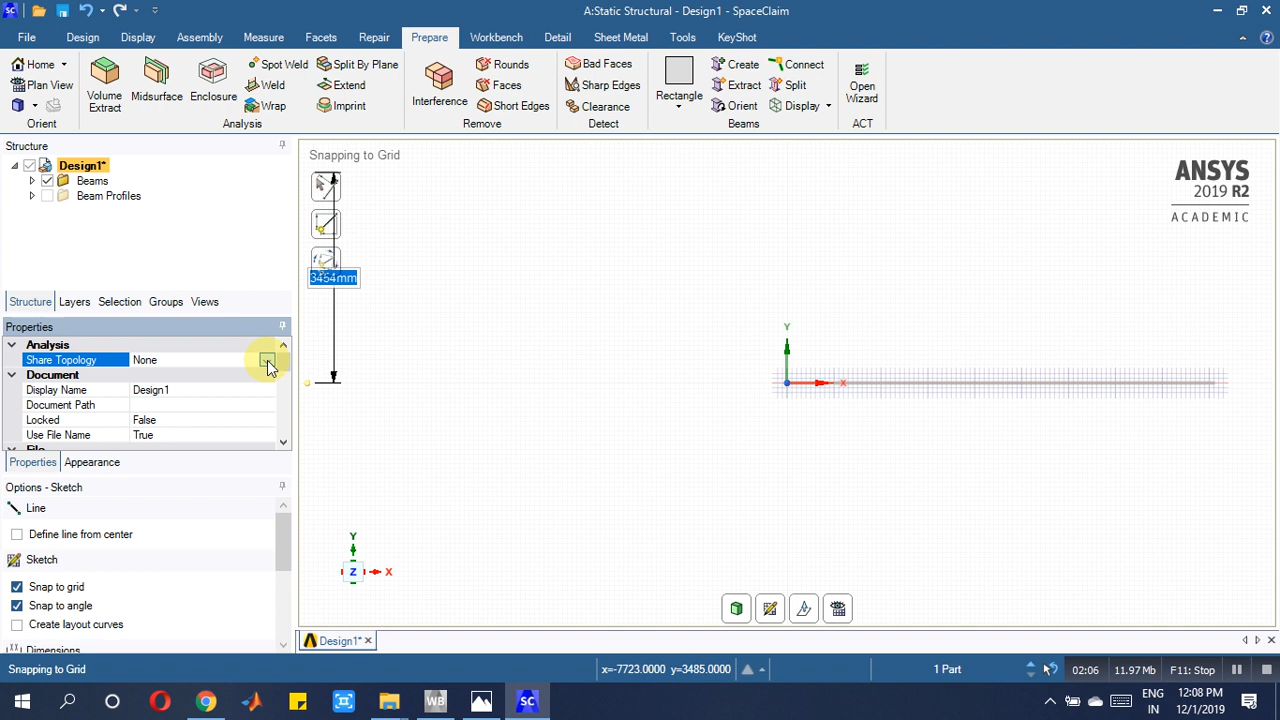 A:Static Structural - Design1 - SpaceClaim
File Design Display Assembly Measure Facets Repair Prepare Workbench Detail Sheet Metal Tools KeyShot
Home
Plan View
Orient
Volume Extract
Midsurface
Enclosure
Spot Weld
Weld
Wrap
Split By Plane
Extend
Imprint
Analysis
Interference
Rounds
Faces
Short Edges
Remove
Bad Faces
Sharp Edges
Clearance
Detect
Rectangle
Create
Extract
Orient
Connect
Split
Display
Beams
Open Wizard
ACT
Structure
Design1*
Beams
Beam Profiles
Structure Layers Selection Groups Views
Properties
Analysis
Share Topology None
Document
Display Name Design1
Document Path
Locked False
Use File Name True
File
Properties Appearance
Options - Sketch
Line
Define line from center
Sketch
Snap to grid
Snap to angle
Create layout curves
Dimensions
Snapping to Grid
3454mm
ANSYS
2019 R2
ACADEMIC
Y
X
Y
Z X
Design1*
Snapping to Grid
x=-7723.0000 y=3485.0000
1 Part
02:06 11.97 Mb F11: Stop
SC
WB
SC
ENG
IN
12:08 PM
12/1/2019